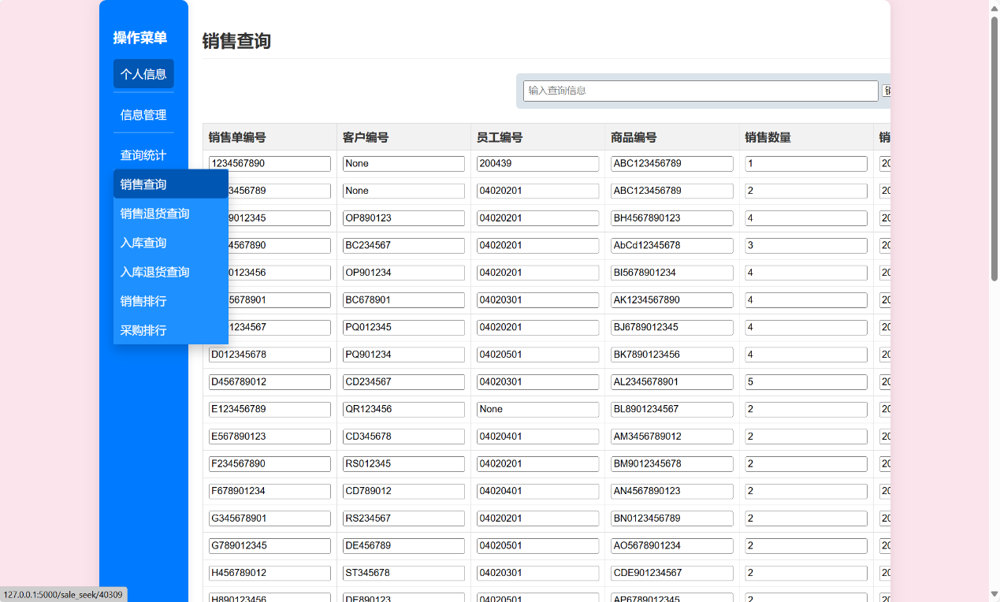 操作菜单
个人信息
信息管理
查询统计
销售查询
销售退货查询
入库查询
入库退货查询
销售排行
采购排行
销售查询
输入查询信息
销售单编号 客户编号 员工编号 商品编号 销售数量 销
1234567890 None 200439 ABC123456789 1 20
3456789 None 04020201 ABC123456789 2 20
9012345 OP890123 04020201 BH4567890123 4 20
4567890 BC234567 04020201 AbCd12345678 3 20
0123456 OP901234 04020201 BI5678901234 4 20
5678901 BC678901 04020301 AK1234567890 4 20
1234567 PQ012345 04020201 BJ6789012345 4 20
D012345678 PQ901234 04020501 BK7890123456 4 20
D456789012 CD234567 04020301 AL2345678901 5 20
E123456789 QR123456 None BL8901234567 2 20
E567890123 CD345678 04020401 AM3456789012 2 20
F234567890 RS012345 04020201 BM9012345678 2 20
F678901234 CD789012 04020401 AN4567890123 2 20
G345678901 RS234567 04020201 BN0123456789 2 20
G789012345 DE456789 04020501 AO5678901234 2 20
H456789012 ST345678 04020301 CDE901234567 2 20
H890123456 DE890123 04020501 AP6789012345 2 20
127.0.0.1:5000/sale_seek/40309